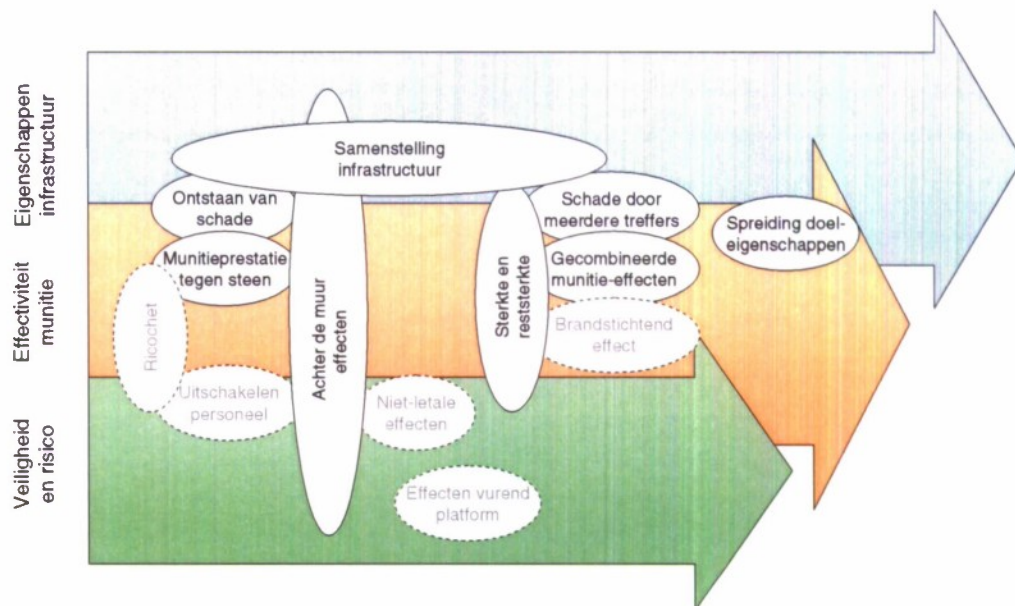 Eigenschappen
infrastructuur
Effectiviteit
munitie
Veiligheid
en risico
Samenstelling
infrastructuur
Ontstaan van
schade
Schade door
meerdere treffers
Spreiding doel-
eigenschappen
Munitieprestatie
tegen steen
Gecombineerde
munitie-effecten
Ricochet
Achter de muur
effecten
Sterkte en
reststerkte
Brandstichtend
effect
Uitschakelen
personeel
Niet-letale
effecten
Effecten vurend
platform